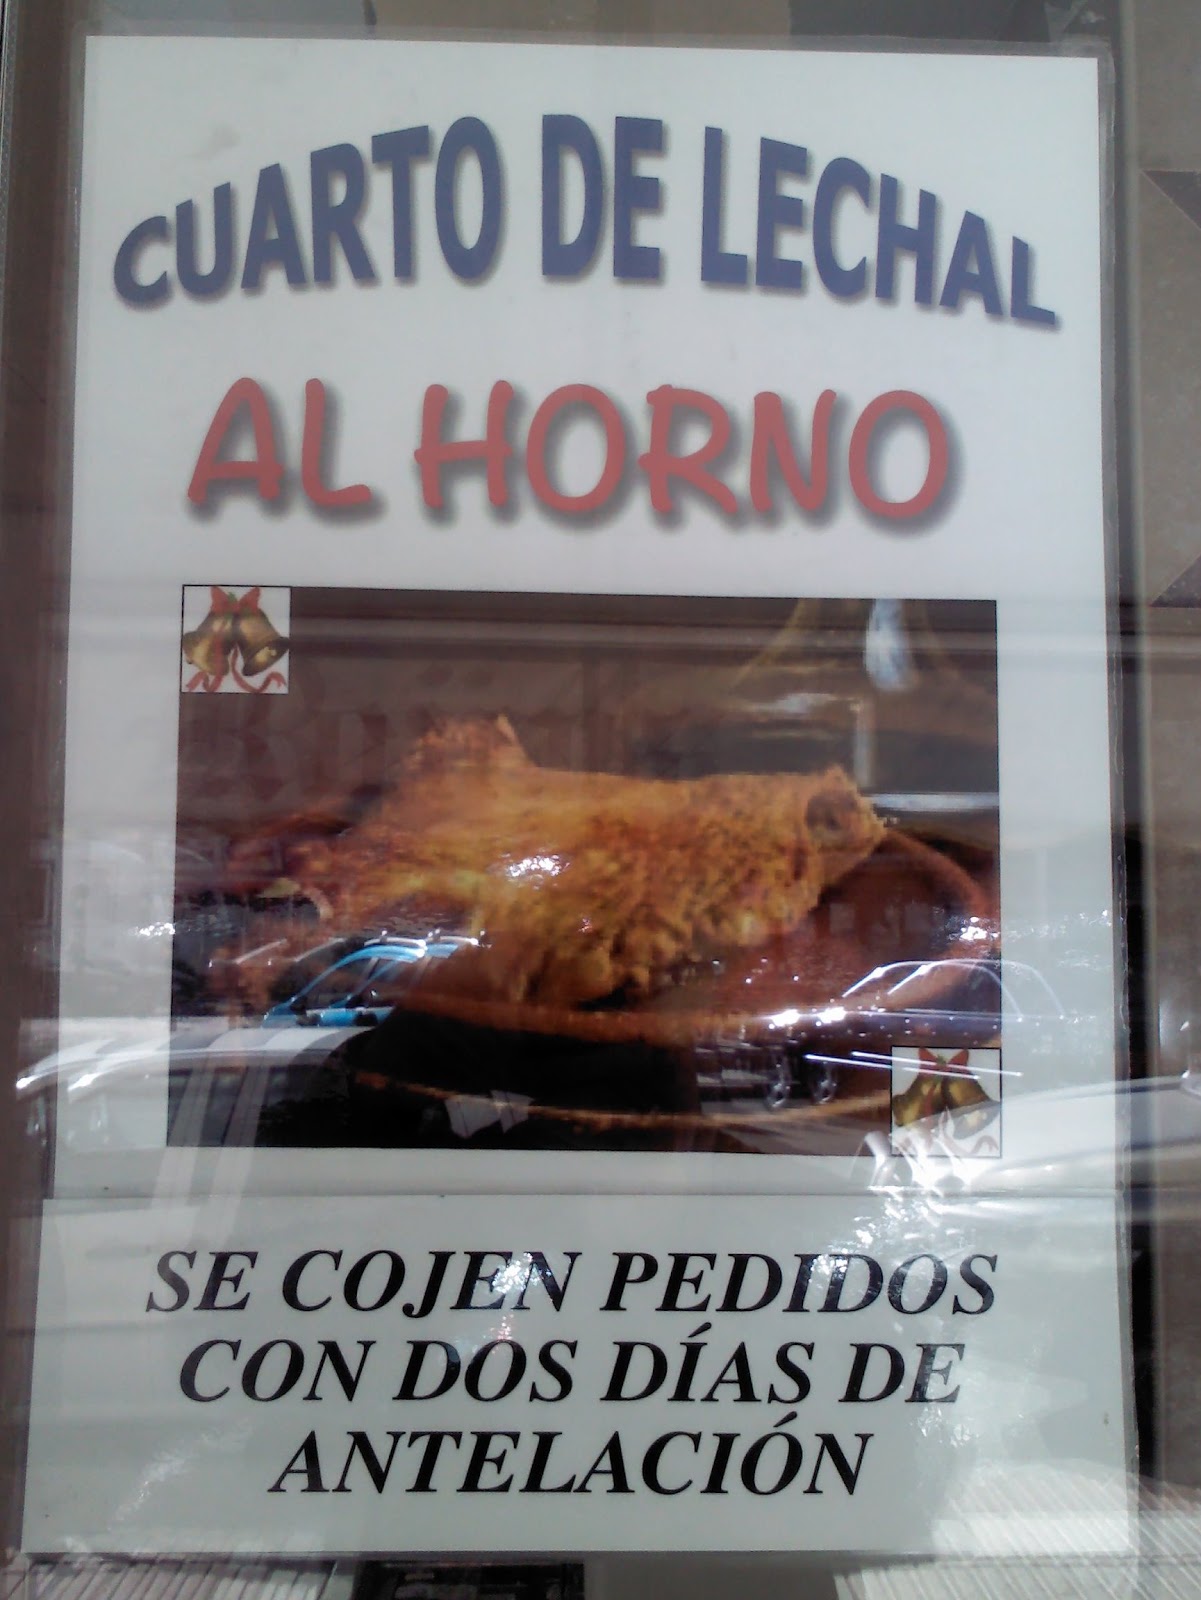 CUARTO DE LECHAL
AL HORNO
SE COJEN PEDIDOS
CON DOS DÍAS DE
ANTELACIÓN